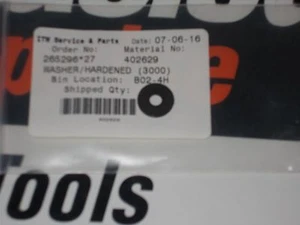 ITW Service & Parts Date: 07-06-16
Order No: Material No:
265296*27 402629
WASHER/HARDENED (3000)
Bin Location: B02-4H
Shipped Qty:
Tools